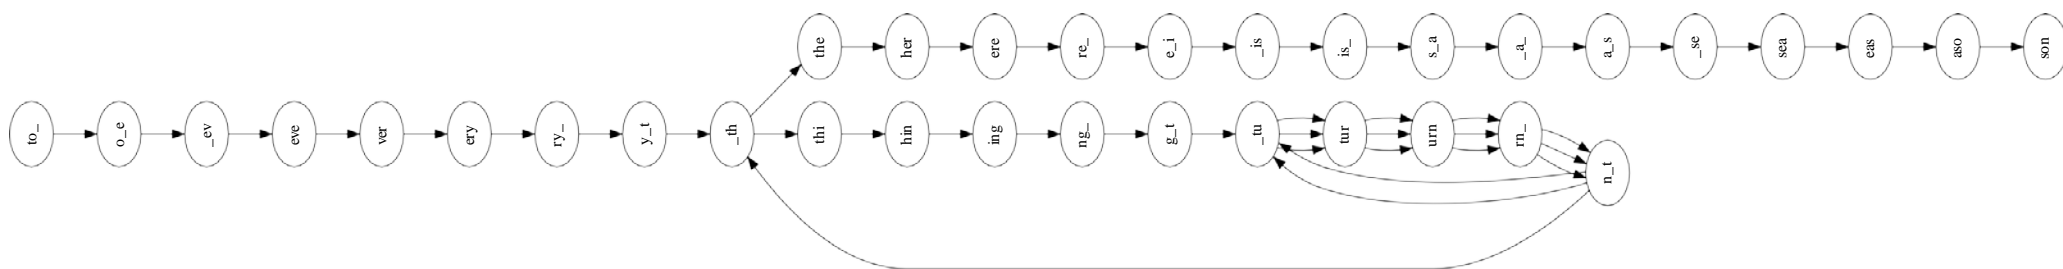 the her ere re_ e_i _is is_ s_a _a_ a_s _se sea eas aso son
to_ o_e _ev eve ver ery ry_ y_t _th thi hin ing ng_ g_t _tu tur urn rn_
n_t